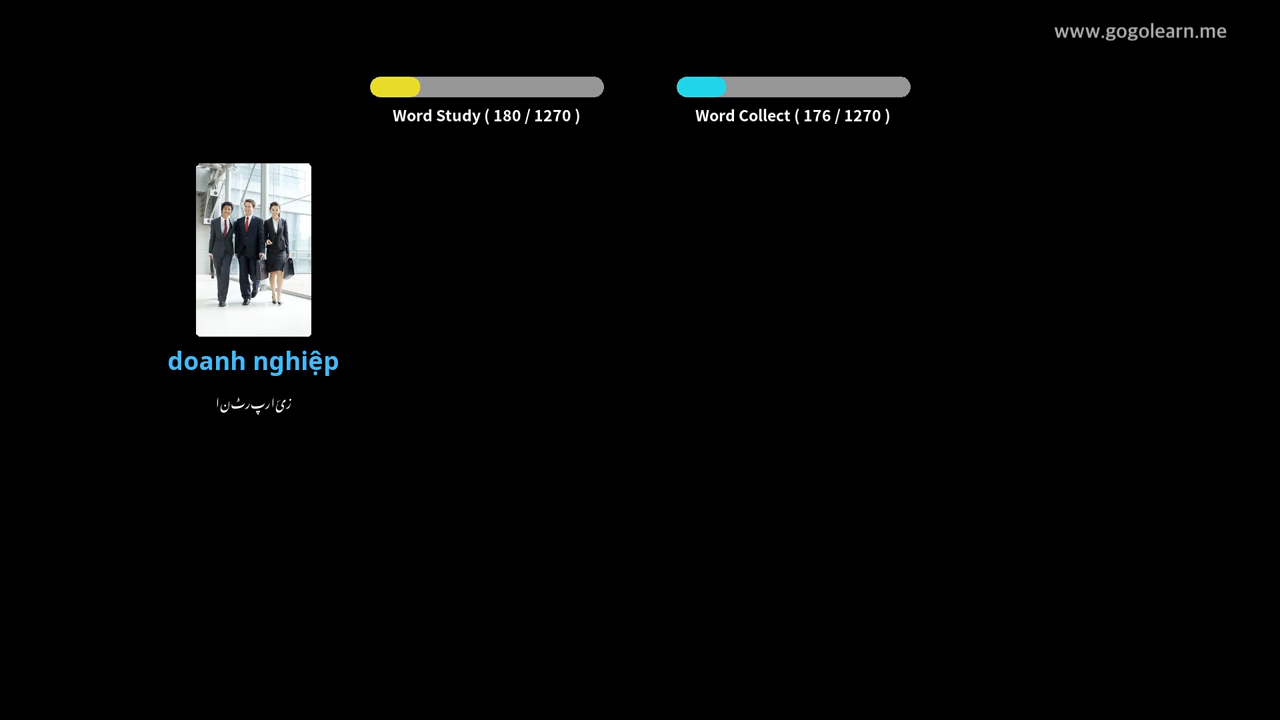 www.gogolearn.me
Word Study ( 180 / 1270 )
Word Collect ( 176 / 1270 )
doanh nghiệp
انٹرپرائز